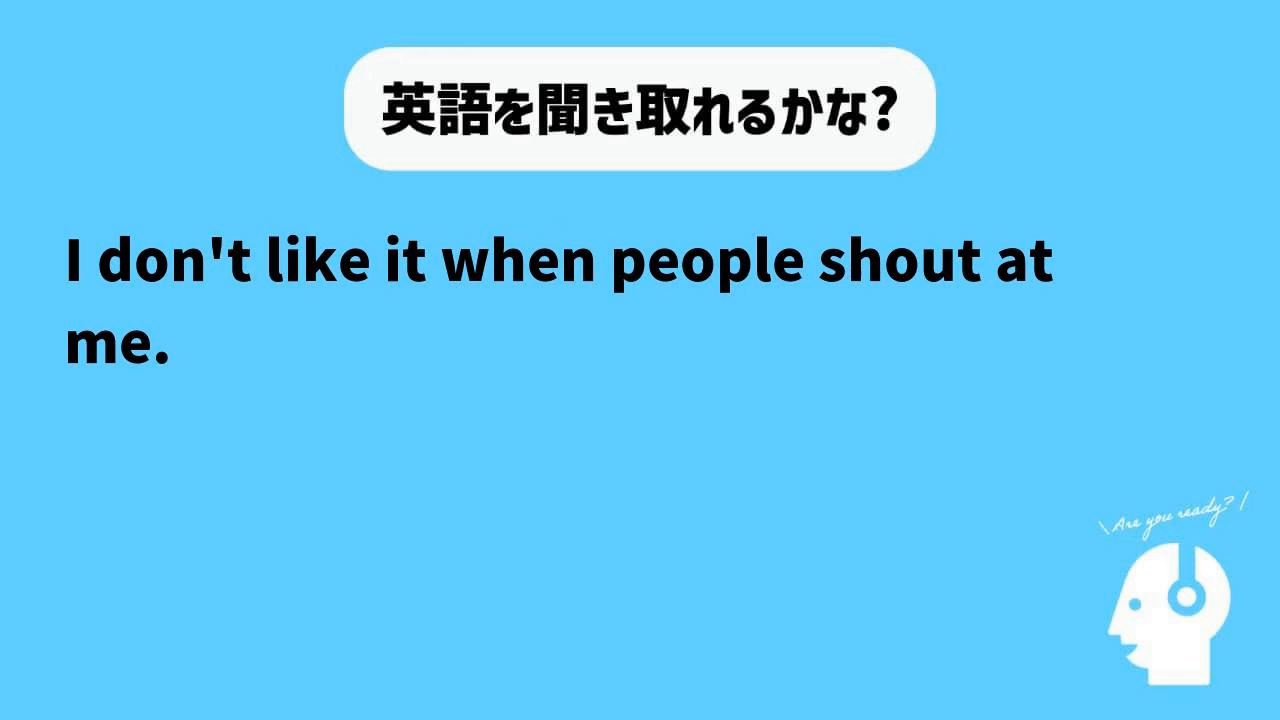 英語を聞き取れるかな?
I don't like it when people shout at
me.
\ Are you ready? /